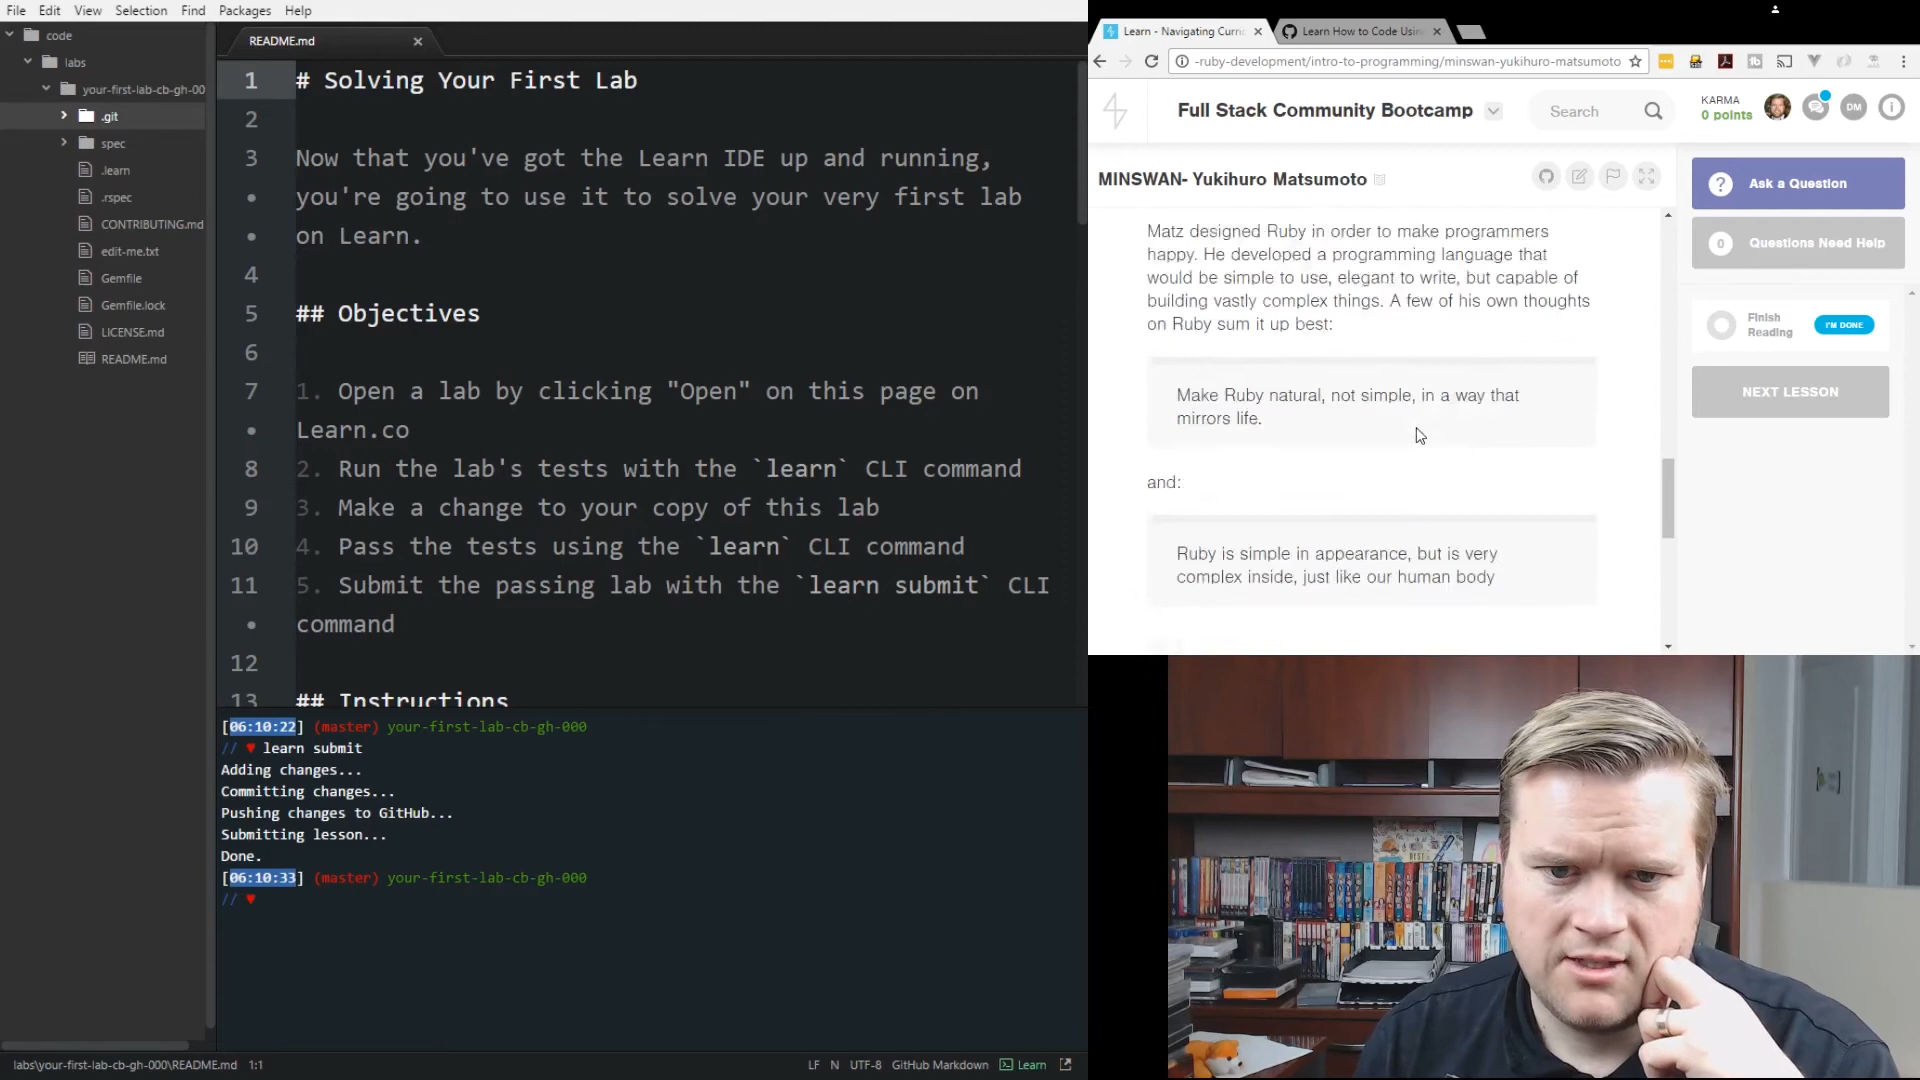 File Edit View Selection Find Packages Help
code
labs
your-first-lab-cb-gh-00
.git
spec
.learn
.rspec
CONTRIBUTING.md
edit-me.txt
Gemfile
Gemfile.lock
LICENSE.md
README.md
README.md
1 # Solving Your First Lab
2
3 Now that you've got the Learn IDE up and running,
• you're going to use it to solve your very first lab
• on Learn.
4
5 ## Objectives
6
7 1. Open a lab by clicking "Open" on this page on
• Learn.co
8 2. Run the lab's tests with the `learn` CLI command
9 3. Make a change to your copy of this lab
10 4. Pass the tests using the `learn` CLI command
11 5. Submit the passing lab with the `learn submit` CLI
• command
12
13 ## Instructions
[06:10:22] (master) your-first-lab-cb-gh-000
// ♥ learn submit
Adding changes...
Committing changes...
Pushing changes to GitHub...
Submitting lesson...
Done.
[06:10:33] (master) your-first-lab-cb-gh-000
// ♥
labs\your-first-lab-cb-gh-000\README.md 1:1 LF N UTF-8 GitHub Markdown Learn
Learn - Navigating Curri
Learn How to Code Usin
-ruby-development/intro-to-programming/minswan-yukihuro-matsumoto
Full Stack Community Bootcamp
Search
KARMA
0 points
DM
MINSWAN- Yukihuro Matsumoto
Matz designed Ruby in order to make programmers
happy. He developed a programming language that
would be simple to use, elegant to write, but capable of
building vastly complex things. A few of his own thoughts
on Ruby sum it up best:
Make Ruby natural, not simple, in a way that
mirrors life.
and:
Ruby is simple in appearance, but is very
complex inside, just like our human body
? Ask a Question
0 Questions Need Help
Finish
Reading
I'M DONE
NEXT LESSON